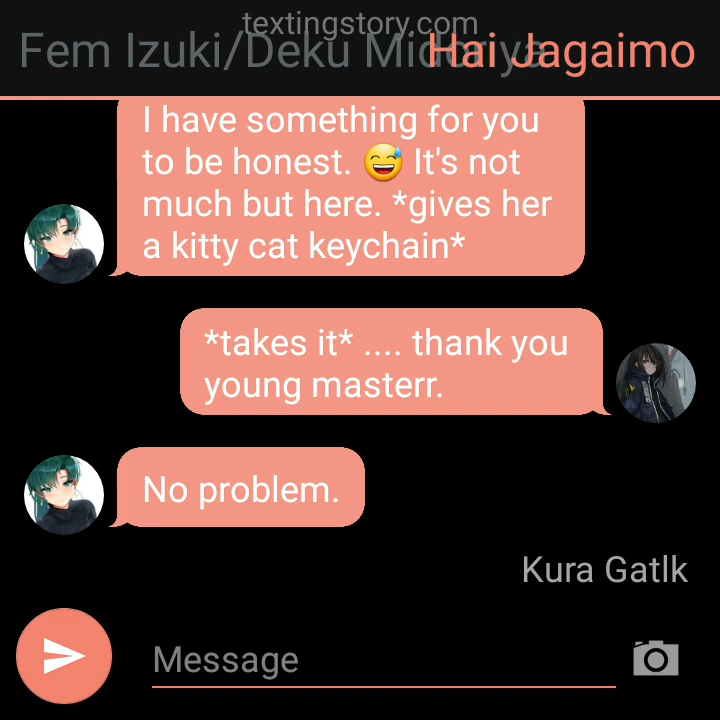 textingstory.com
Fem Izuki/Deku Midoriya
Hai Jagaimo
I have something for you
to be honest. 😅 It's not
much but here. *gives her
a kitty cat keychain*
*takes it* .... thank you
young masterr.
No problem.
Kura Gatlk
Message